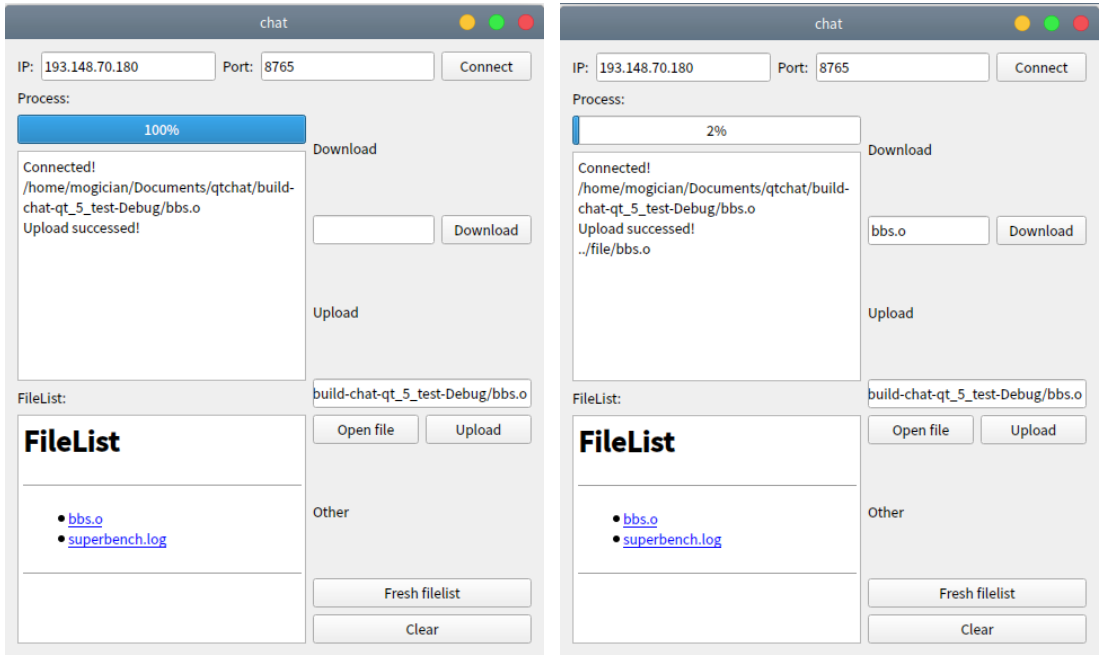 chat
IP: 193.148.70.180 Port: 8765 Connect
Process:
100%
Download
Connected!
/home/mogician/Documents/qtchat/build-
chat-qt_5_test-Debug/bbs.o
Upload successed!
Download
Upload
build-chat-qt_5_test-Debug/bbs.o
FileList:
Open file Upload
FileList
bbs.o
superbench.log
Other
Fresh filelist
Clear
chat
IP: 193.148.70.180 Port: 8765 Connect
Process:
2%
Download
Connected!
/home/mogician/Documents/qtchat/build-
chat-qt_5_test-Debug/bbs.o
Upload successed!
../file/bbs.o
bbs.o Download
Upload
build-chat-qt_5_test-Debug/bbs.o
FileList:
Open file Upload
FileList
bbs.o
superbench.log
Other
Fresh filelist
Clear